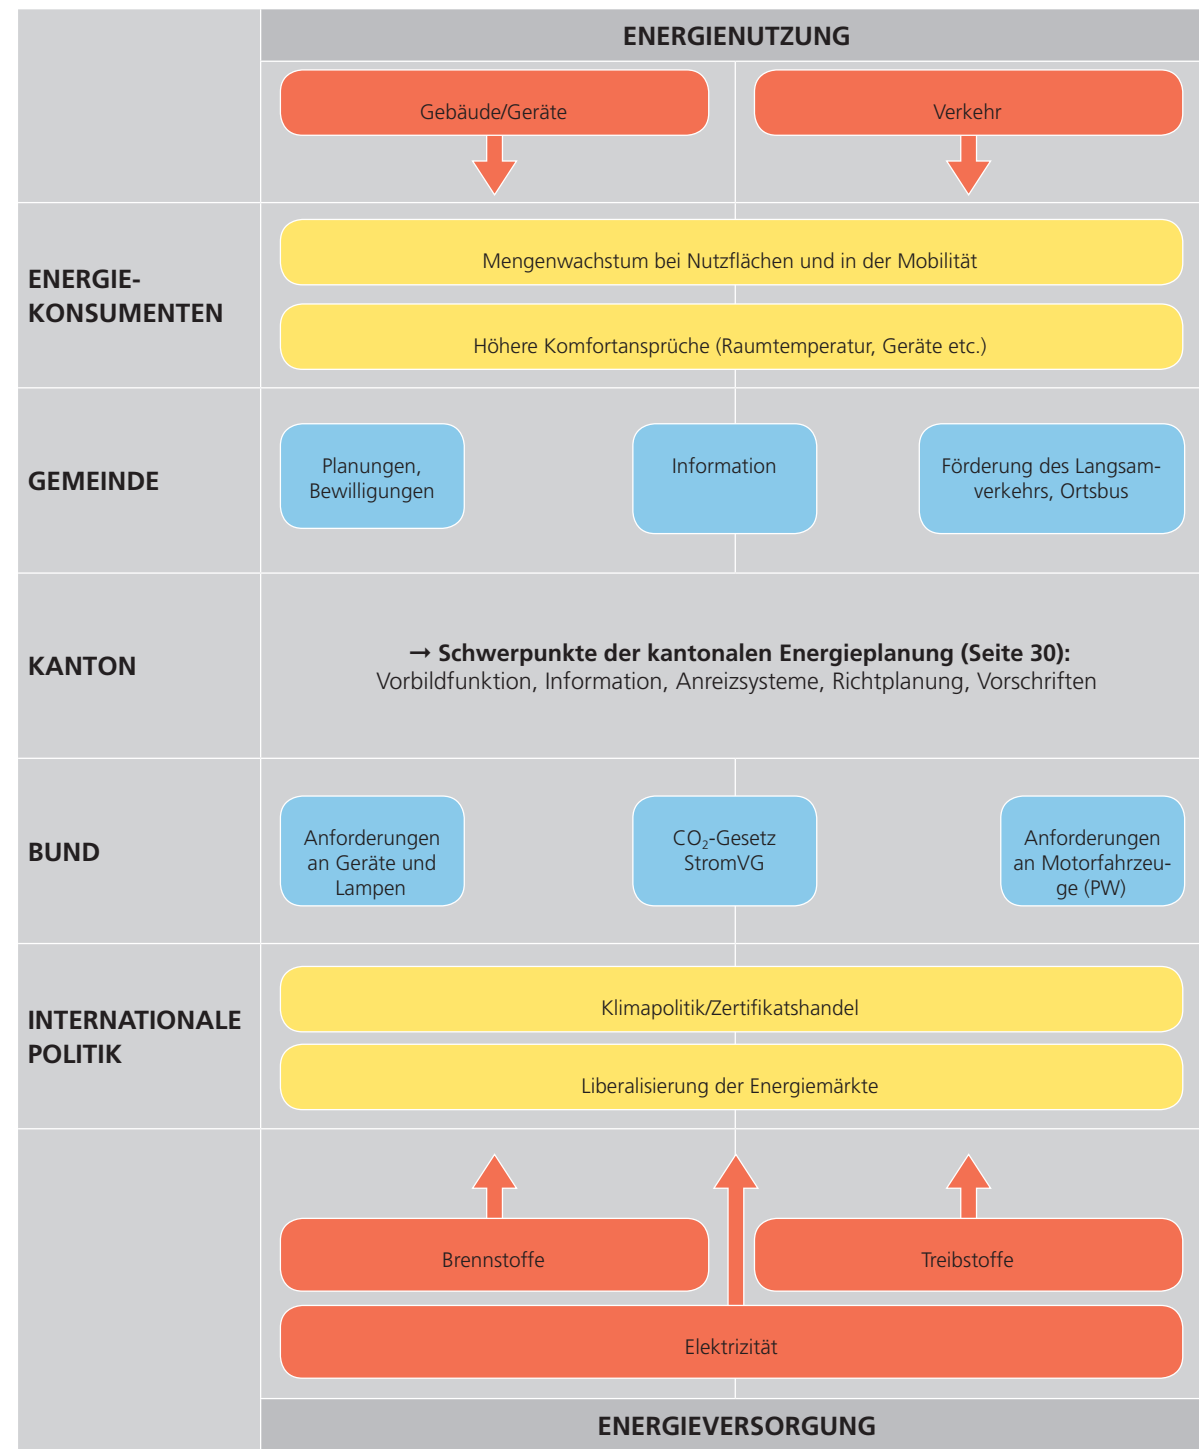 ENERGIENUTZUNG
Gebäude/Geräte
Verkehr
ENERGIE-
KONSUMENTEN
Mengenwachstum bei Nutzflächen und in der Mobilität
Höhere Komfortansprüche (Raumtemperatur, Geräte etc.)
GEMEINDE
Planungen,
Bewilligungen
Information
Förderung des Langsam-
verkehrs, Ortsbus
KANTON
→ Schwerpunkte der kantonalen Energieplanung (Seite 30):
Vorbildfunktion, Information, Anreizsysteme, Richtplanung, Vorschriften
BUND
Anforderungen
an Geräte und
Lampen
CO₂-Gesetz
StromVG
Anforderungen
an Motorfahrzeu-
ge (PW)
INTERNATIONALE
POLITIK
Klimapolitik/Zertifikatshandel
Liberalisierung der Energiemärkte
Brennstoffe
Treibstoffe
Elektrizität
ENERGIEVERSORGUNG